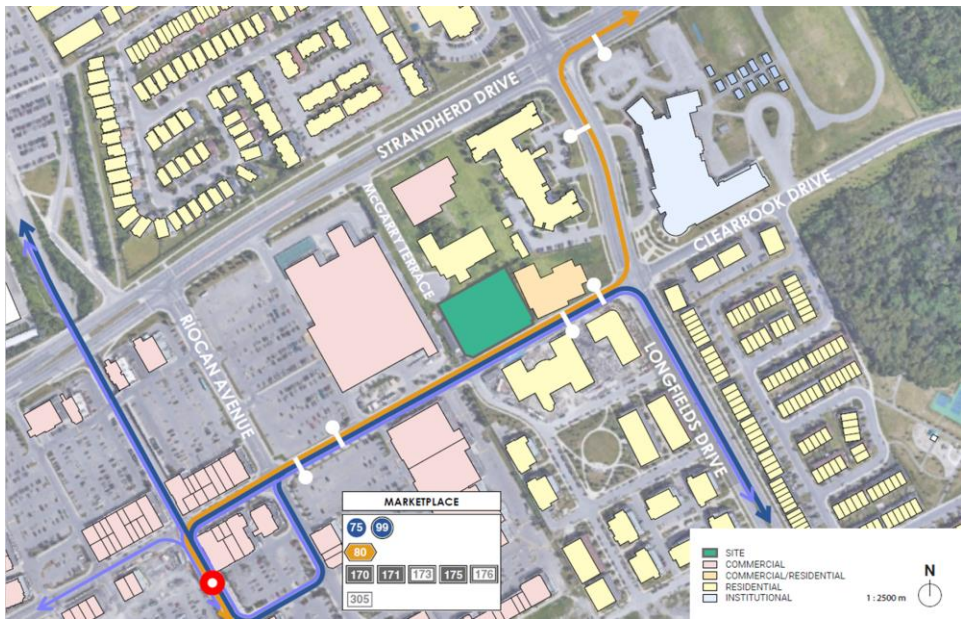 STRANDHERD DRIVE
McGARRY TERRACE
CLEARBOOK DRIVE
RIOCAN AVENUE
LONGFIELDS DRIVE
MARKETPLACE
75 99
80
170 171 173 175 176
305
SITE
COMMERCIAL
COMMERCIAL/RESIDENTIAL
RESIDENTIAL
INSTITUTIONAL
1 : 2500 m
N